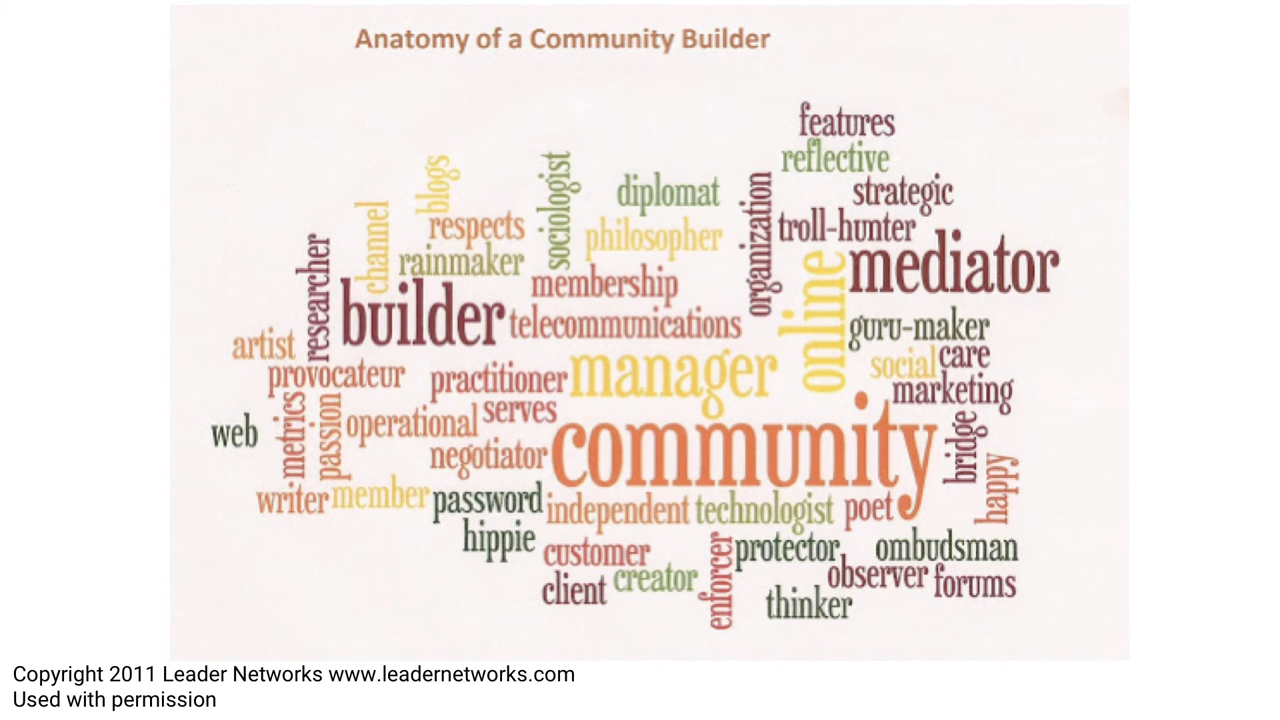 Anatomy of a Community Builder
features
reflective
strategic
troll-hunter
mediator
organization
online
guru-maker
social
care
marketing
bridge
happy
diplomat
philosopher
sociologist
blogs
respects
channel
rainmaker
membership
researcher
builder
telecommunications
artist
provocateur
practitioner
manager
metrics
passion
operational
serves
web
negotiator
community
writer
member
password
independent
technologist
poet
hippie
customer
enforcer
protector
ombudsman
client
creator
observer
forums
thinker
Copyright 2011 Leader Networks www.leadernetworks.com
Used with permission